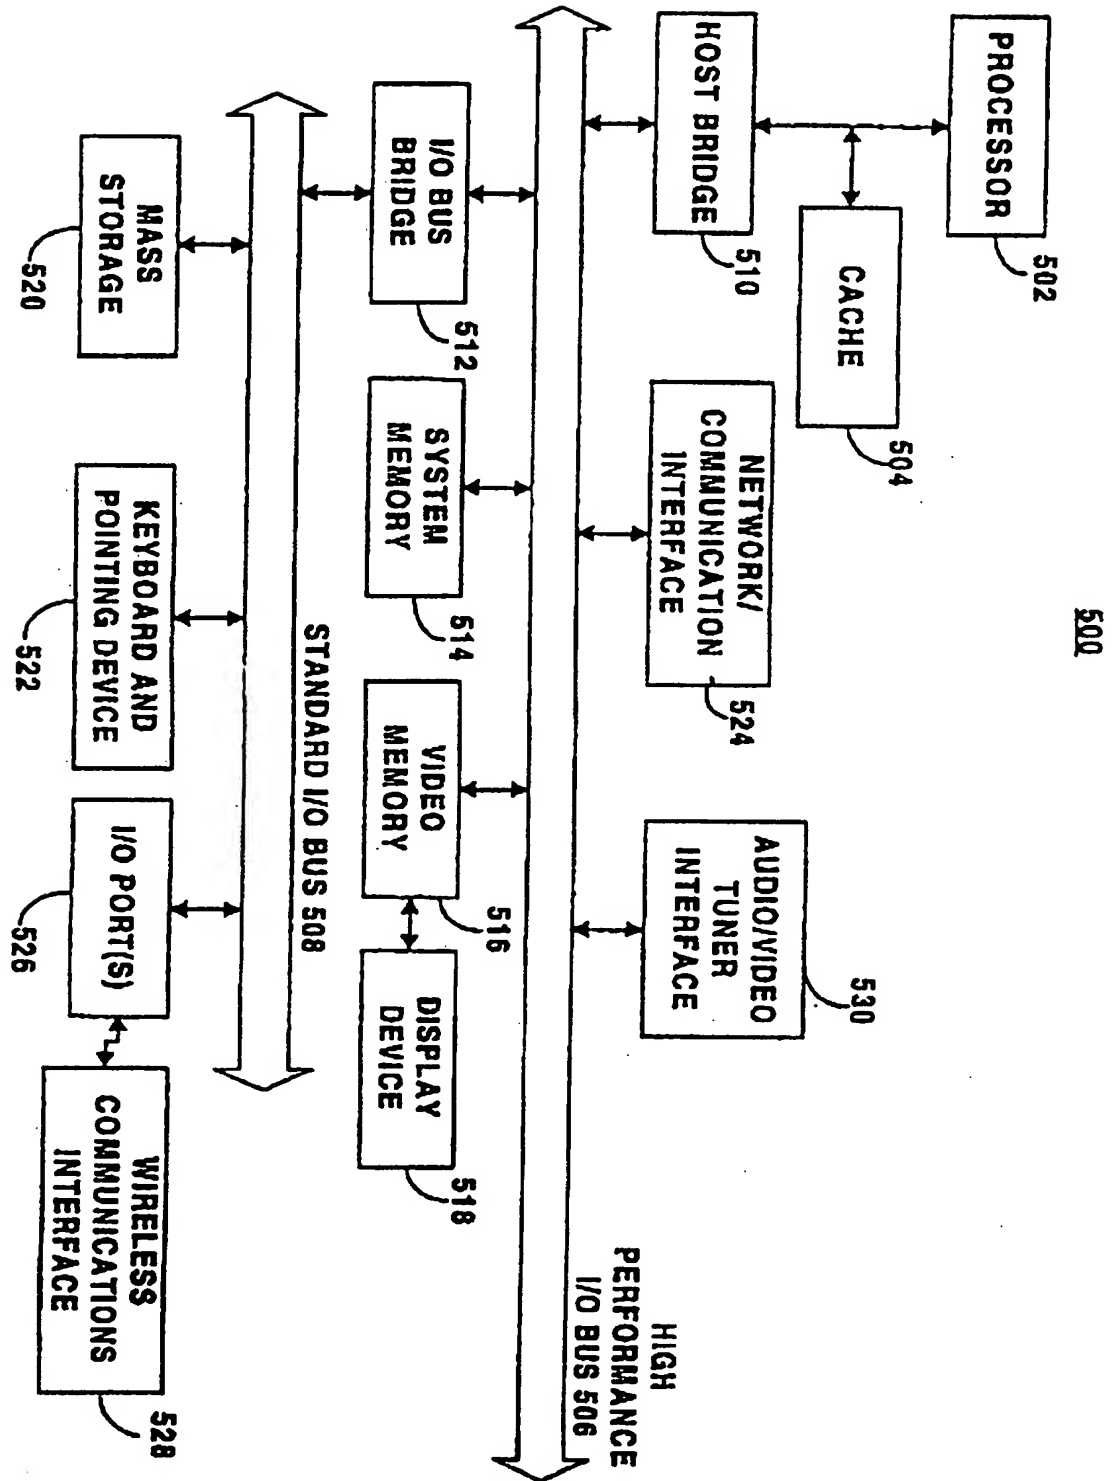 500
PROCESSOR
502
CACHE
504
HOST BRIDGE
510
NETWORK/
COMMUNICATION
INTERFACE
524
AUDIO/VIDEO
TUNER
INTERFACE
530
HIGH
PERFORMANCE
I/O BUS 506
I/O BUS
BRIDGE
512
SYSTEM
MEMORY
514
VIDEO
MEMORY
516
DISPLAY
DEVICE
518
STANDARD I/O BUS 508
MASS
STORAGE
520
KEYBOARD AND
POINTING DEVICE
522
I/O PORT(S)
526
WIRELESS
COMMUNICATIONS
INTERFACE
528